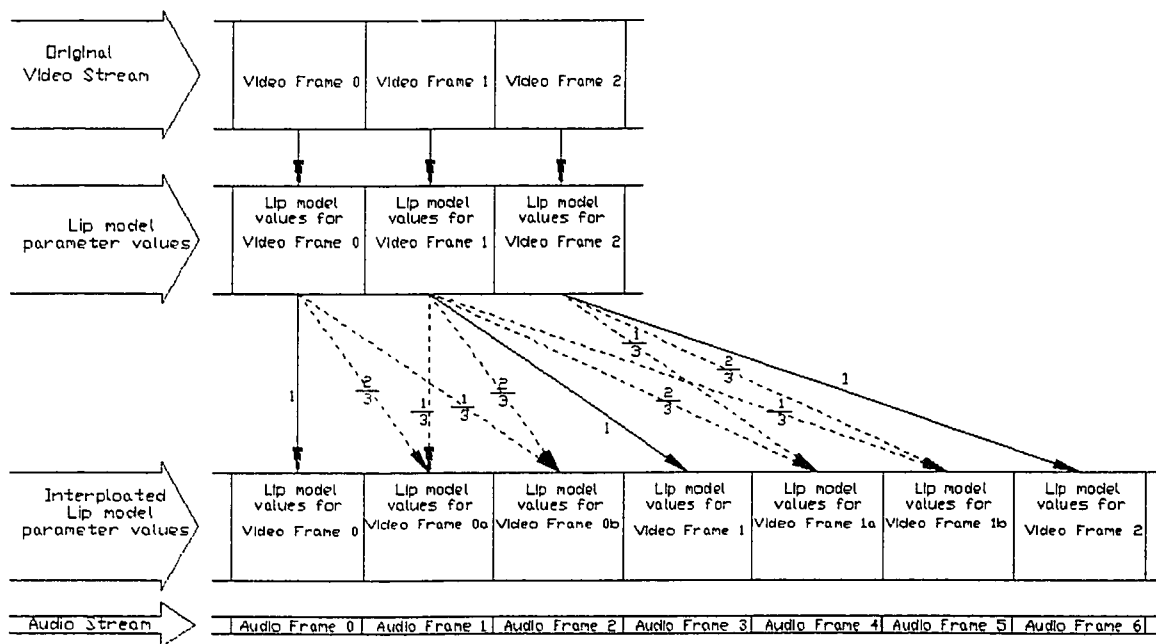 Original
Video Stream
Video Frame 0
Video Frame 1
Video Frame 2
Lip model
parameter values
Lip model
values for
Video Frame 0
Lip model
values for
Video Frame 1
Lip model
values for
Video Frame 2
1
2/3
1/3
1/3
2/3
1
1/3
2/3
2/3
1/3
1
Interploated
Lip model
parameter values
Lip model
values for
Video Frame 0
Lip model
values for
Video Frame 0a
Lip model
values for
Video Frame 0b
Lip model
values for
Video Frame 1
Lip model
values for
Video Frame 1a
Lip model
values for
Video Frame 1b
Lip model
values for
Video Frame 2
Audio Stream
Audio Frame 0
Audio Frame 1
Audio Frame 2
Audio Frame 3
Audio Frame 4
Audio Frame 5
Audio Frame 6